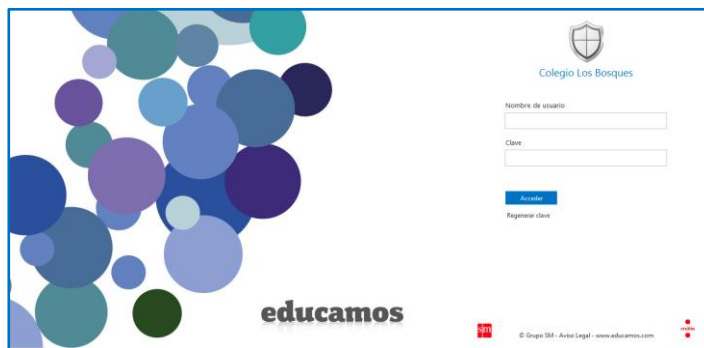 Colegio Los Bosques
Nombre de usuario
Clave
Acceder
Regenerar clave
educamos
sm
© Grupo SM - Aviso Legal - www.educamos.com